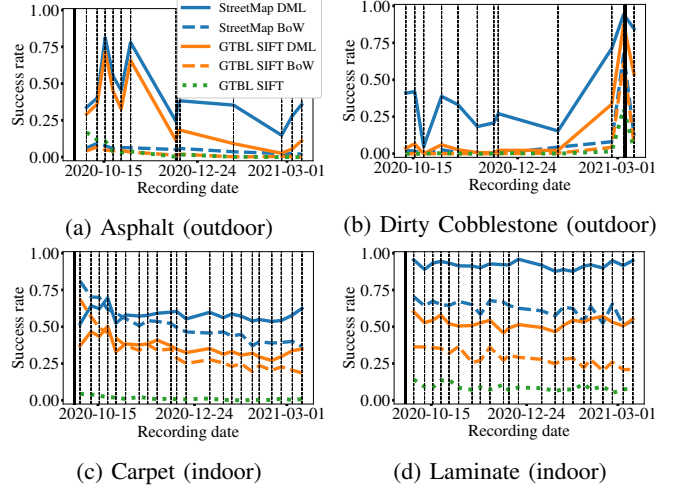 1.00
0.75
0.50
0.25
0.00
Success rate
2020-10-15
2020-12-24
2021-03-01
Recording date
StreetMap DML
StreetMap BoW
GTBL SIFT DML
GTBL SIFT BoW
GTBL SIFT
(a) Asphalt (outdoor)
1.00
0.75
0.50
0.25
0.00
Success rate
2020-10-15
2020-12-24
2021-03-01
Recording date
(b) Dirty Cobblestone (outdoor)
1.00
0.75
0.50
0.25
0.00
Success rate
2020-10-15
2020-12-24
2021-03-01
Recording date
(c) Carpet (indoor)
1.00
0.75
0.50
0.25
0.00
Success rate
2020-10-15
2020-12-24
2021-03-01
Recording date
(d) Laminate (indoor)